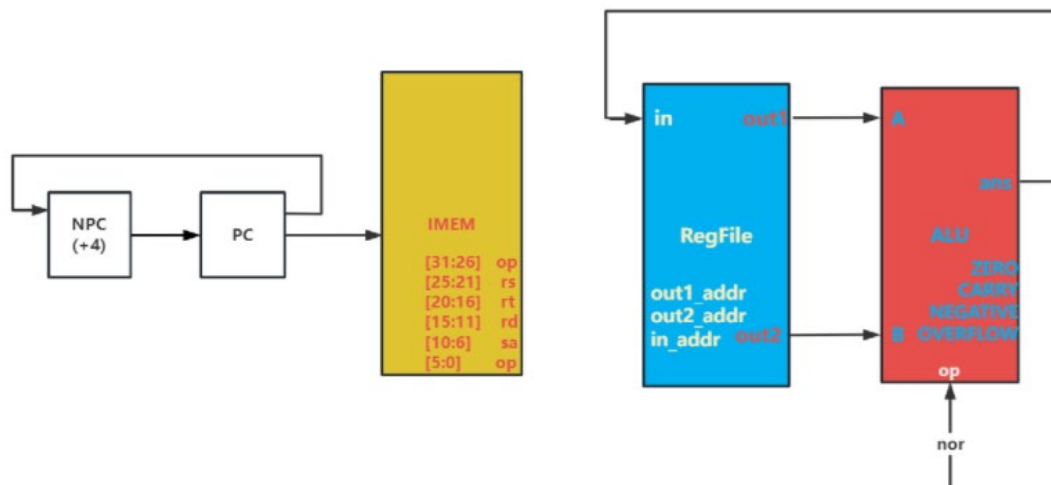 NPC
(+4)
PC
IMEM
[31:26] op
[25:21] rs
[20:16] rt
[15:11] rd
[10:6] sa
[5:0] op
in out1
RegFile
out1_addr
out2_addr
in_addr out2
A
ans
ALU
ZERO
CARRY
NEGATIVE
B OVERFLOW
op
nor